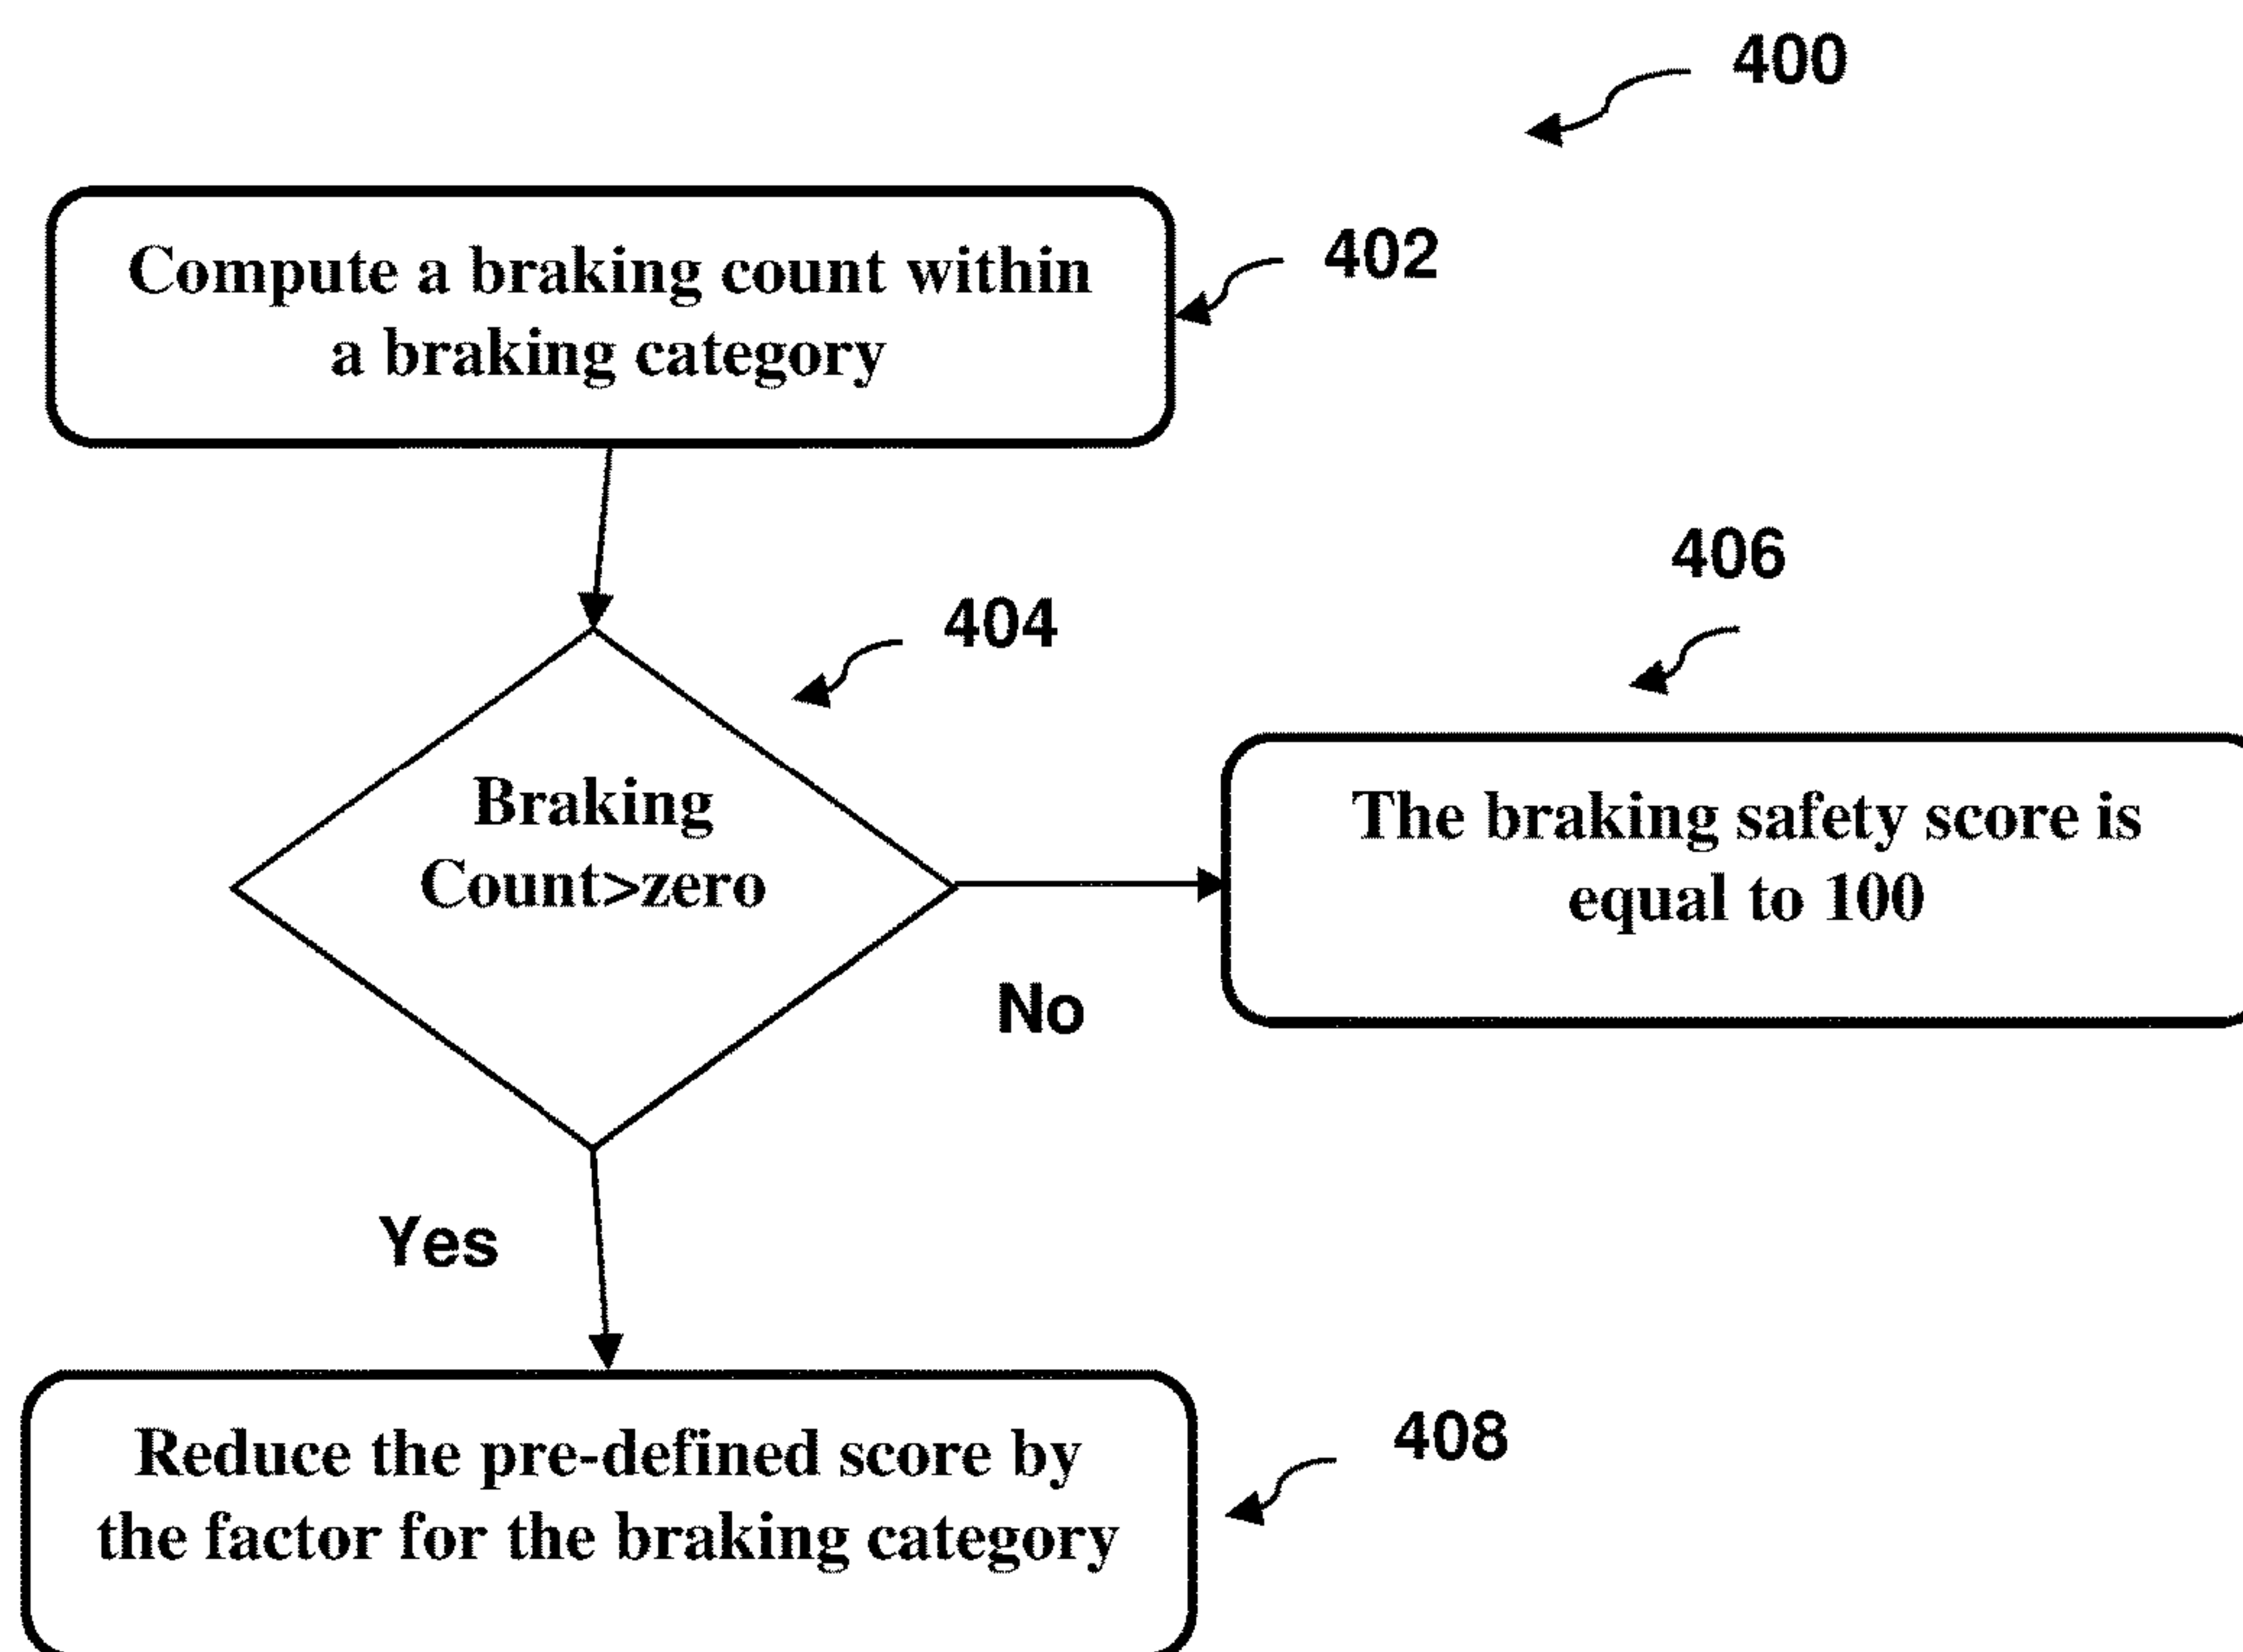 400
Compute a braking count within
a braking category
402
404
406
Braking
Count>zero
The braking safety score is
equal to 100
No
Yes
Reduce the pre-defined score by
the factor for the braking category
408